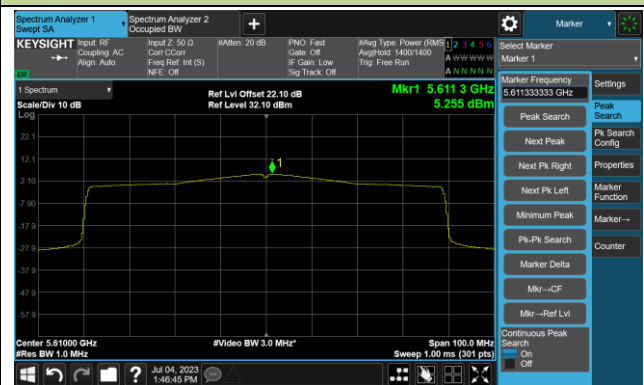 Spectrum Analyzer 1
Swept SA
Spectrum Analyzer 2
Occupied BW
+
Marker
KEYSIGHT
Input: RF
Coupling: AC
Align: Auto
Input Z: 50 Ω
Corr CCorr
Freq Ref: Int (S)
NFE: Off
#Atten: 20 dB
PNO: Fast
Gate: Off
IF Gain: Low
Sig Track: Off
#Avg Type: Power (RMS
Avg|Hold: 1400/1400
Trig: Free Run
1 2 3 4 5 6
A W W W W W
A N N N N N
Select Marker
Marker 1
1 Spectrum
Scale/Div 10 dB
Log
Ref Lvl Offset 22.10 dB
Ref Level 32.10 dBm
Mkr1 5.611 3 GHz
5.255 dBm
22.1
12.1
2.10
-7.90
-17.9
-27.9
-37.9
-47.9
-57.9
1
Center 5.61000 GHz
#Res BW 1.0 MHz
#Video BW 3.0 MHz*
Span 100.0 MHz
Sweep 1.00 ms (301 pts)
Marker Frequency
5.611333333 GHz
Peak Search
Next Peak
Next Pk Right
Next Pk Left
Minimum Peak
Pk-Pk Search
Marker Delta
Mkr→CF
Mkr→Ref Lvl
Continuous Peak
Search
On
Off
Settings
Peak
Search
Pk Search
Config
Properties
Marker
Function
Marker→
Counter
?
Jul 04, 2023
1:46:45 PM